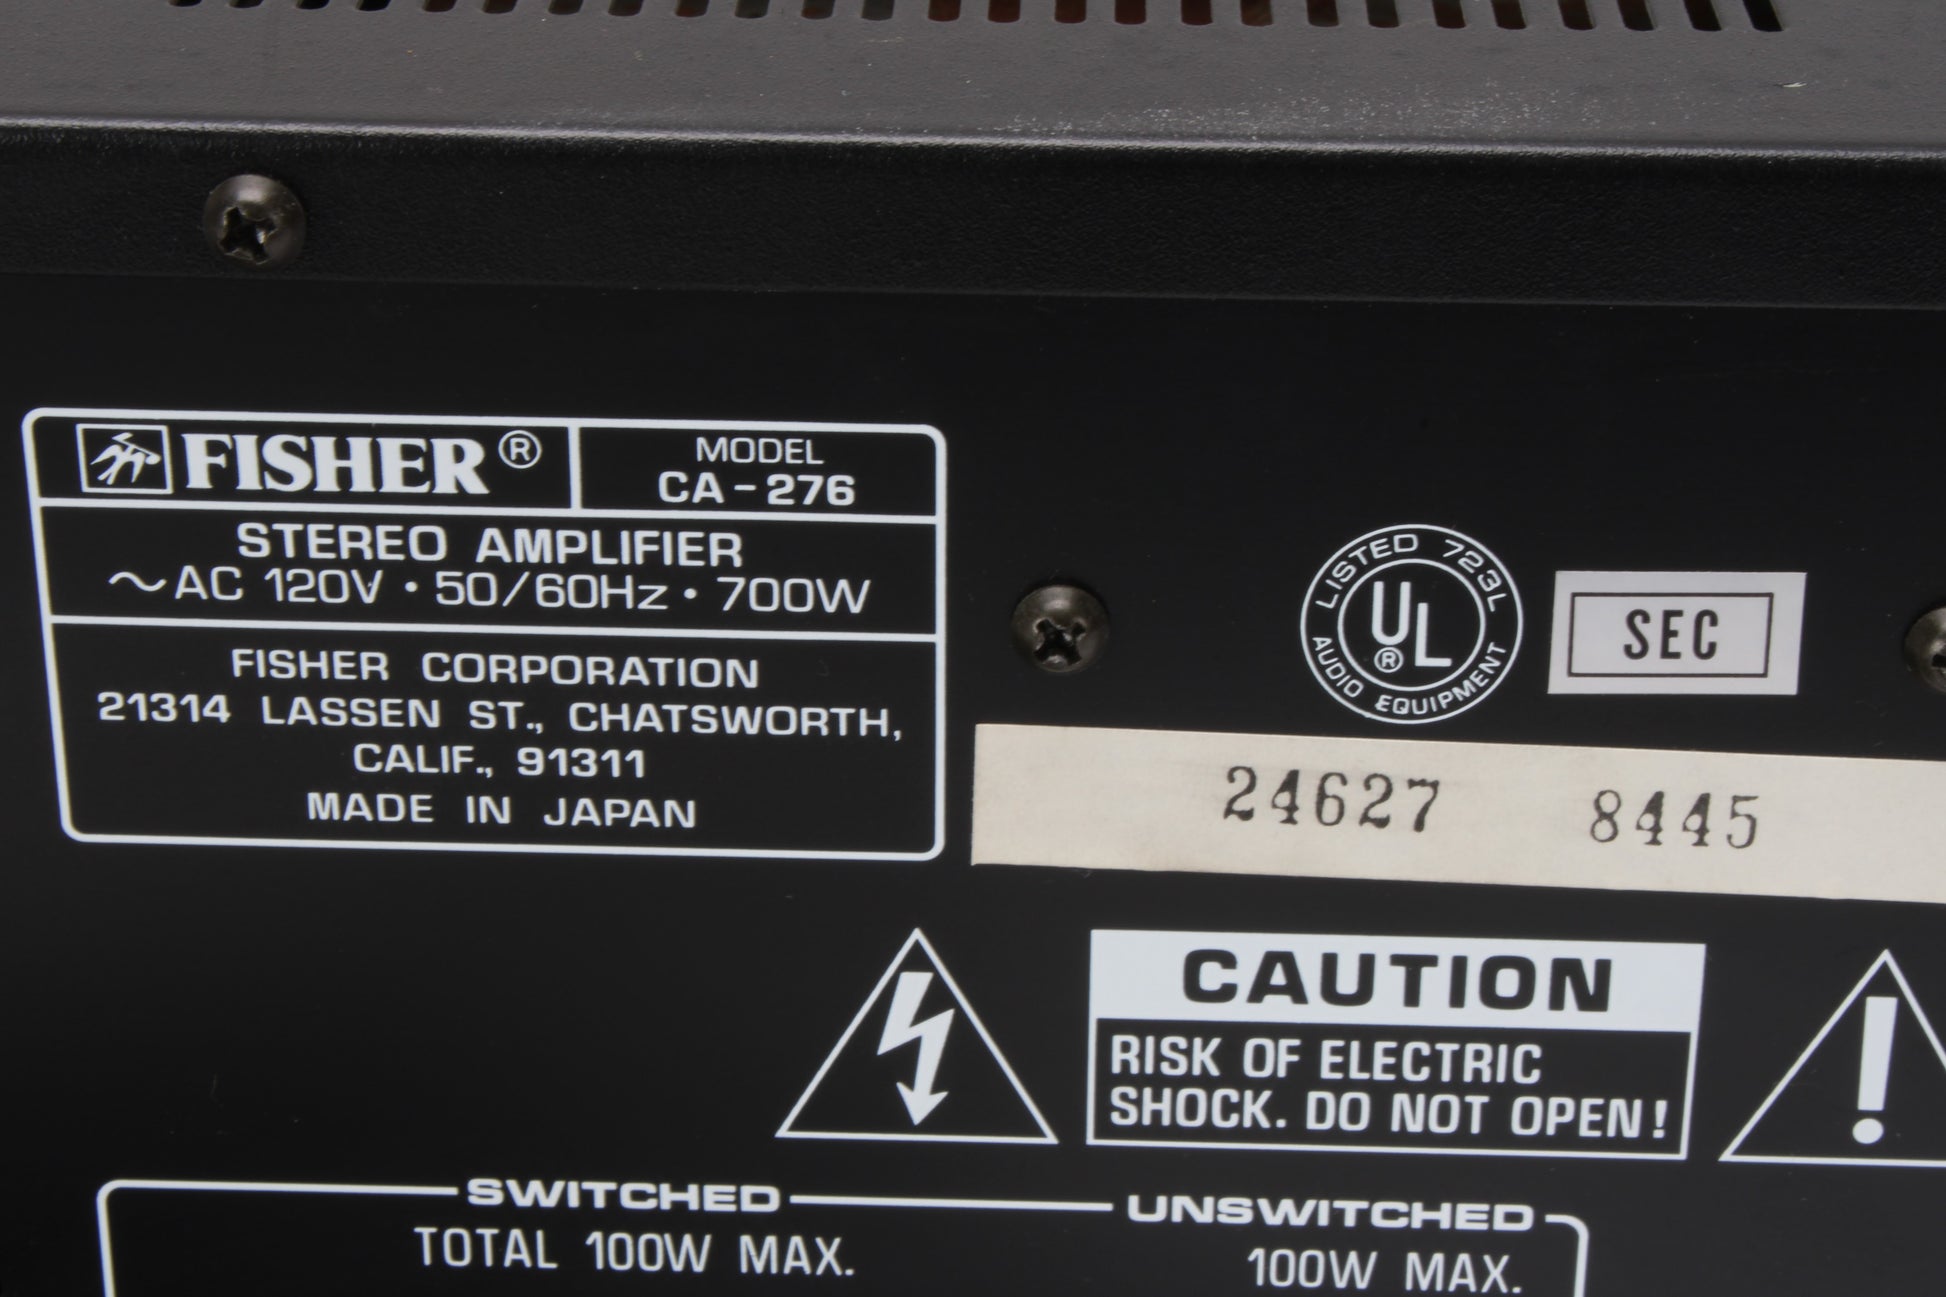 FISHER®
MODEL
CA-276
STEREO AMPLIFIER
~AC 120V · 50/60Hz · 700W
FISHER CORPORATION
21314 LASSEN ST., CHATSWORTH,
CALIF., 91311
MADE IN JAPAN
LISTED 723L
UL®
AUDIO EQUIPMENT
SEC
24627 8445
CAUTION
RISK OF ELECTRIC
SHOCK. DO NOT OPEN!
!
SWITCHED
TOTAL 100W MAX.
UNSWITCHED
100W MAX.